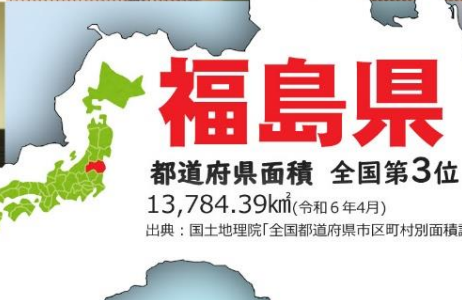 福島県
都道府県面積 全国第3位
13,784.39㎢(令和6年4月)
出典：国土地理院「全国都道府県市区町村別面積